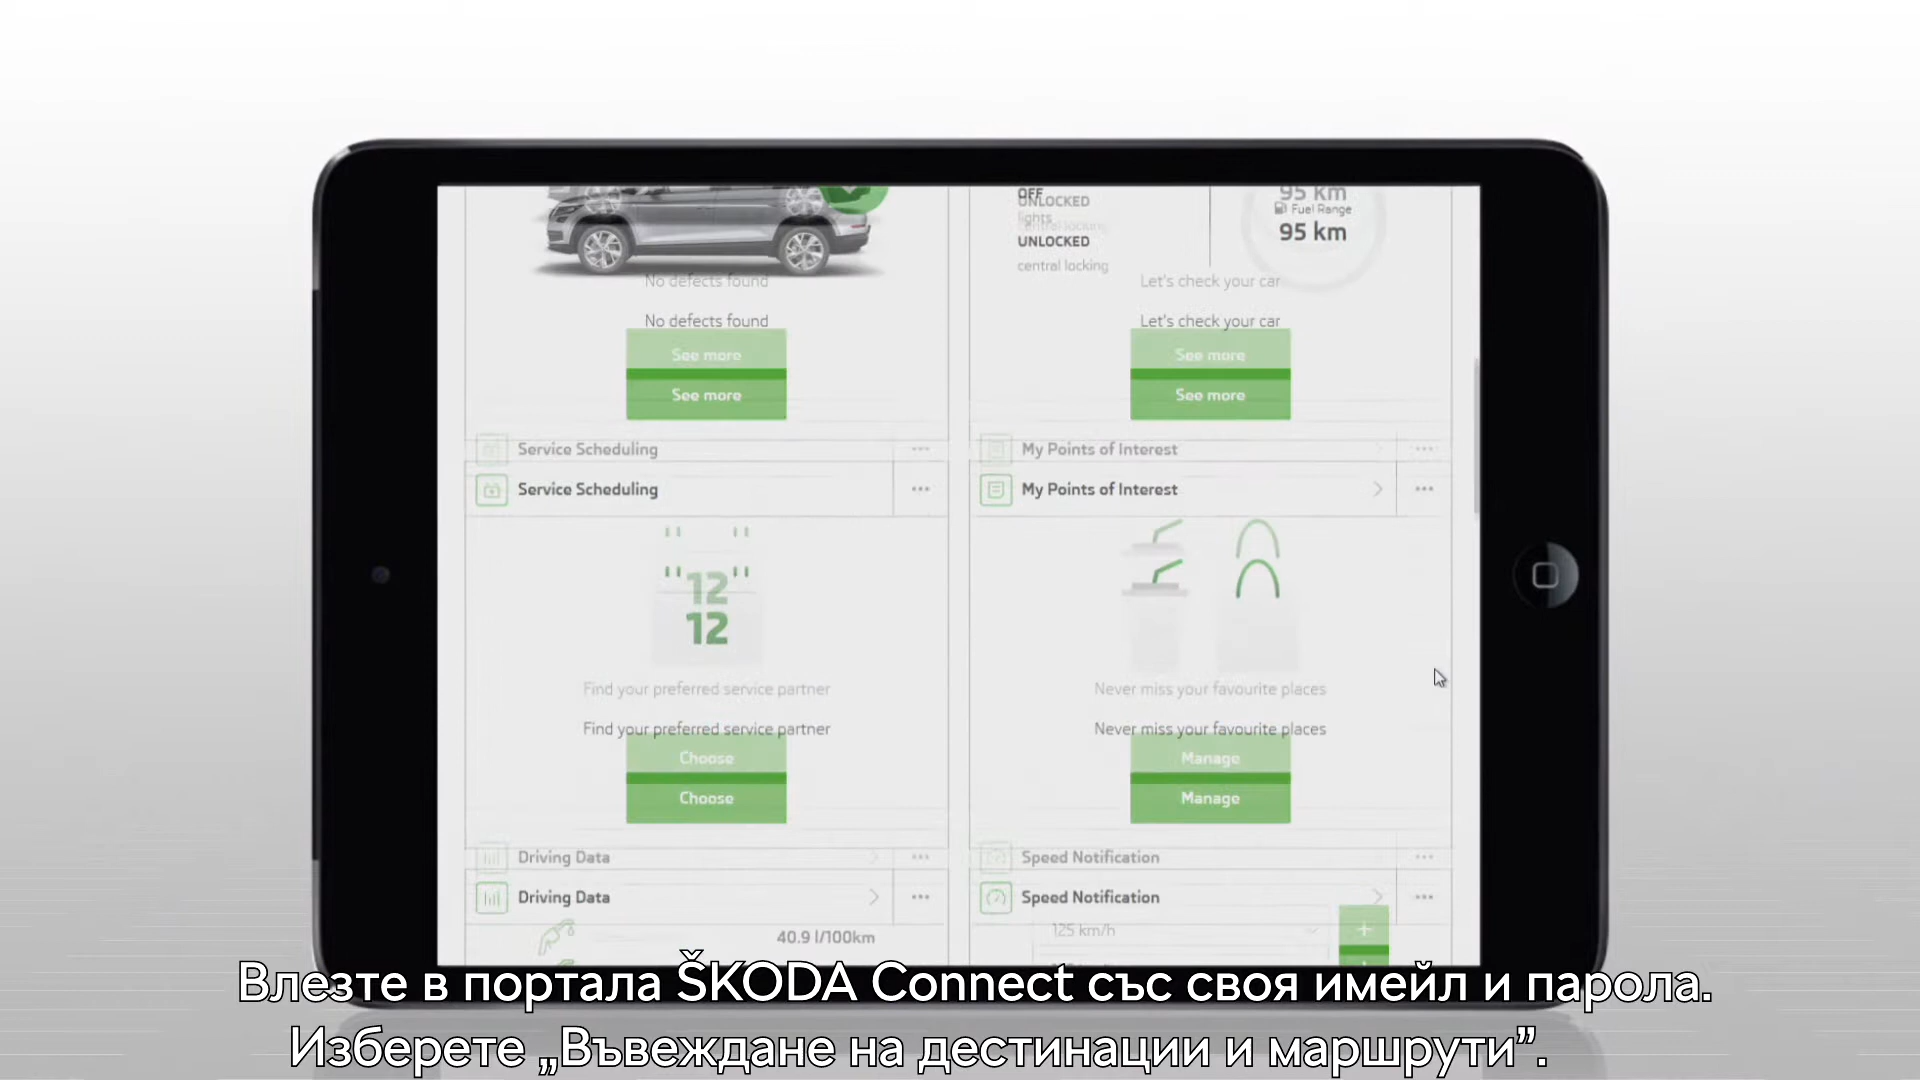 OFF
UNLOCKED
lights
central locking
UNLOCKED
central locking
95 km
Fuel Range
95 km
No defects found
Let's check your car
No defects found
Let's check your car
See more
See more
See more
See more
Service Scheduling
My Points of Interest
Service Scheduling
My Points of Interest
12
12
Find your preferred service partner
Never miss your favourite places
Find your preferred service partner
Never miss your favourite places
Choose
Manage
Choose
Manage
Driving Data
Speed Notification
Driving Data
Speed Notification
40.9 l/100km
125 km/h
Влезте в портала ŠKODA Connect със своя имейл и парола.
Изберете „Въвеждане на дестинации и маршрути”.